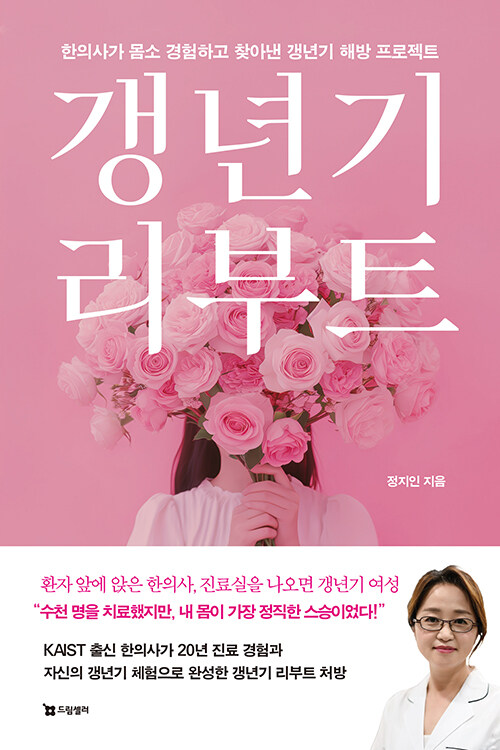 한의사가 몸소 경험하고 찾아낸 갱년기 해방 프로젝트
갱년기
리부트
정지인 지음
환자 앞에 앉은 한의사, 진료실을 나오면 갱년기 여성
“수천 명을 치료했지만, 내 몸이 가장 정직한 스승이었다!”
KAIST 출신 한의사가 20년 진료 경험과
자신의 갱년기 체험으로 완성한 갱년기 리부트 처방
드림셀러